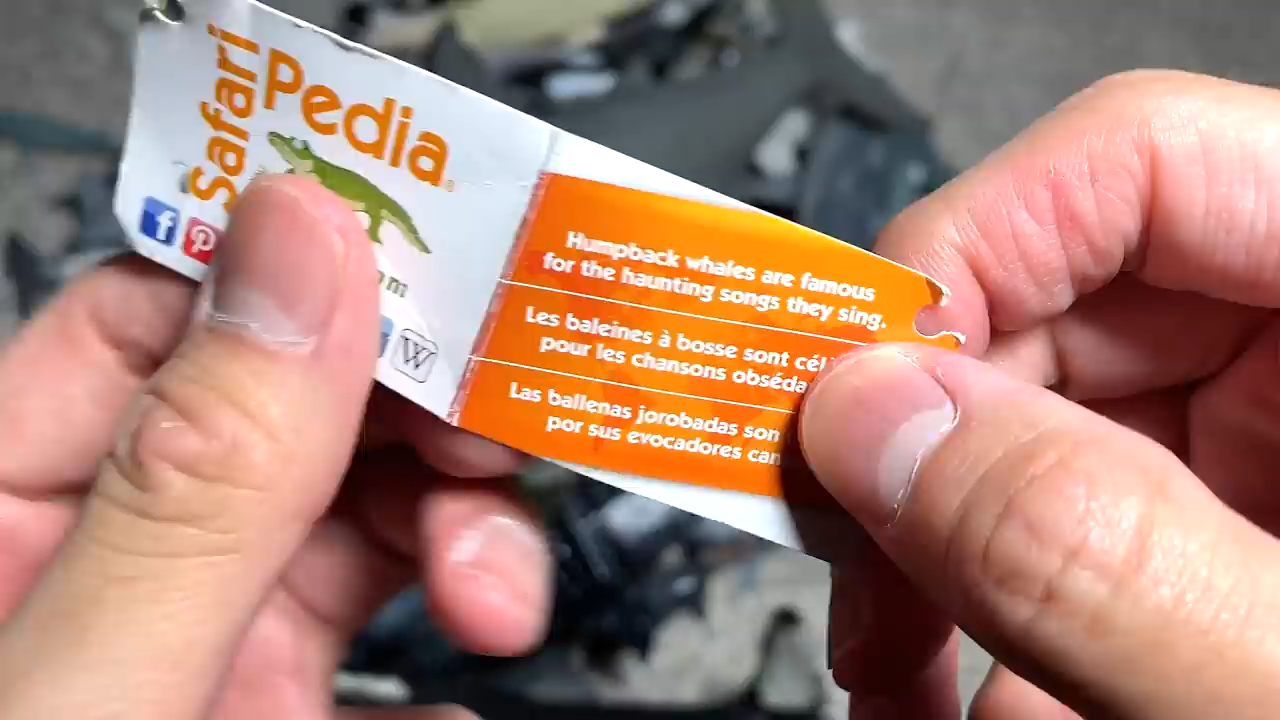 Safari
Pedia
Humpback whales are famous
for the haunting songs they sing.
Les baleines à bosse sont
pour les chansons
Las ballenas jorobadas son
por sus evocadores
W